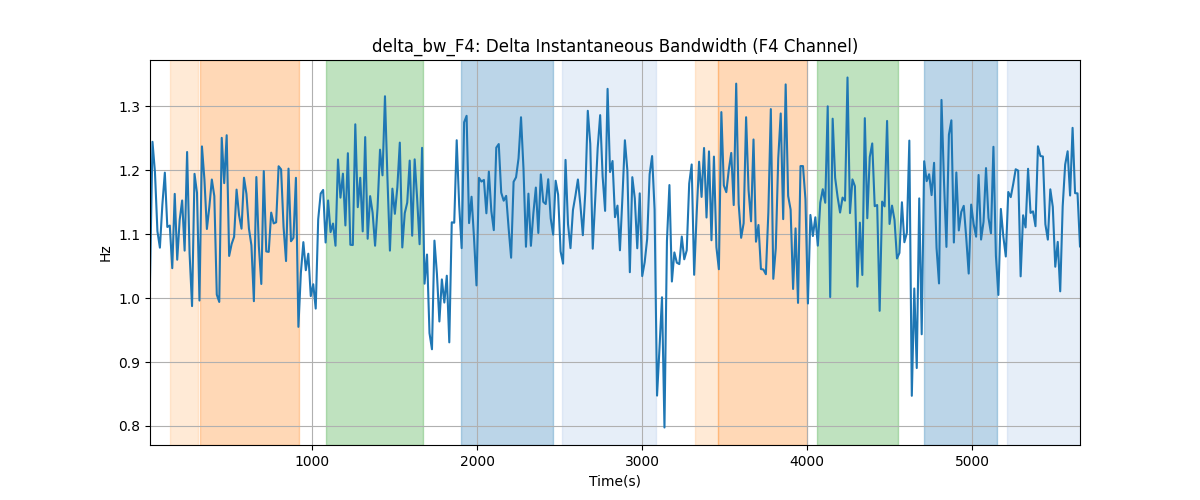 delta_bw_F4: Delta Instantaneous Bandwidth (F4 Channel)
Hz
1.3
1.2
1.1
1.0
0.9
0.8
1000 2000 3000 4000 5000
Time(s)